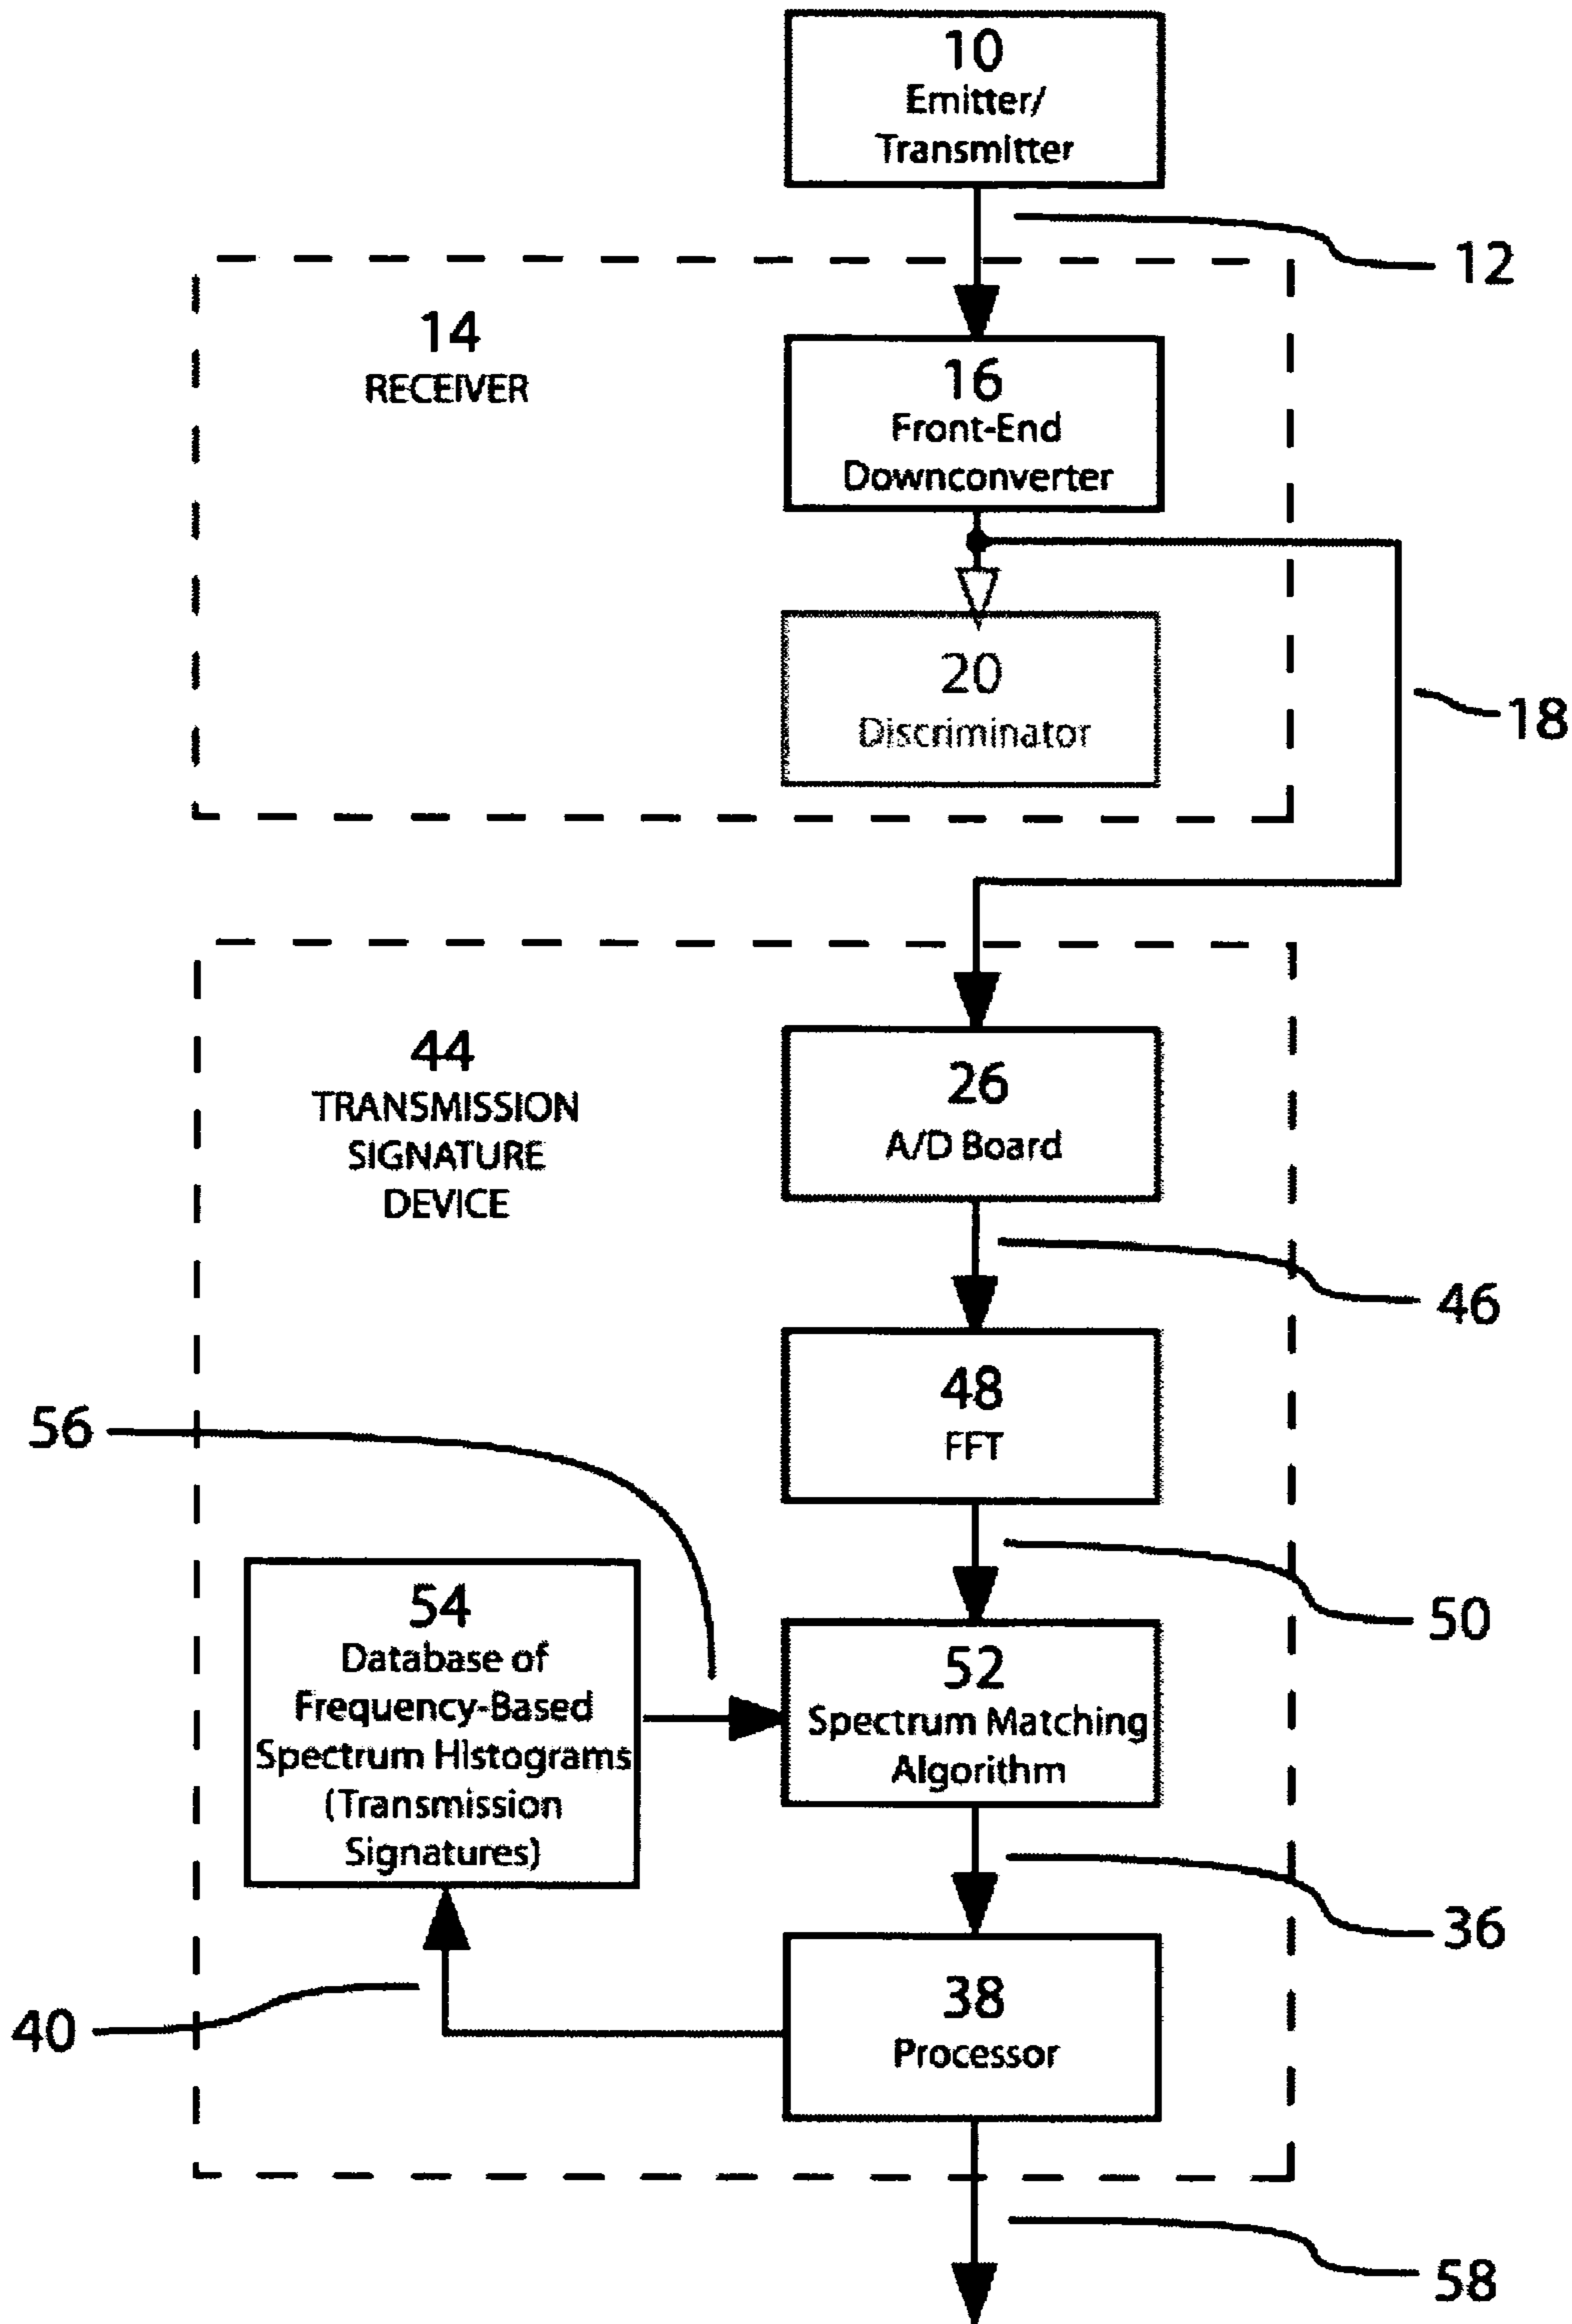 10
Emitter/
Transmitter
12
14
RECEIVER
16
Front-End
Downconverter
20
Discriminator
18
44
TRANSMISSION
SIGNATURE
DEVICE
26
A/D Board
46
48
FFT
56
50
54
Database of
Frequency-Based
Spectrum Histograms
(Transmission
Signatures)
52
Spectrum Matching
Algorithm
36
40
38
Processor
58